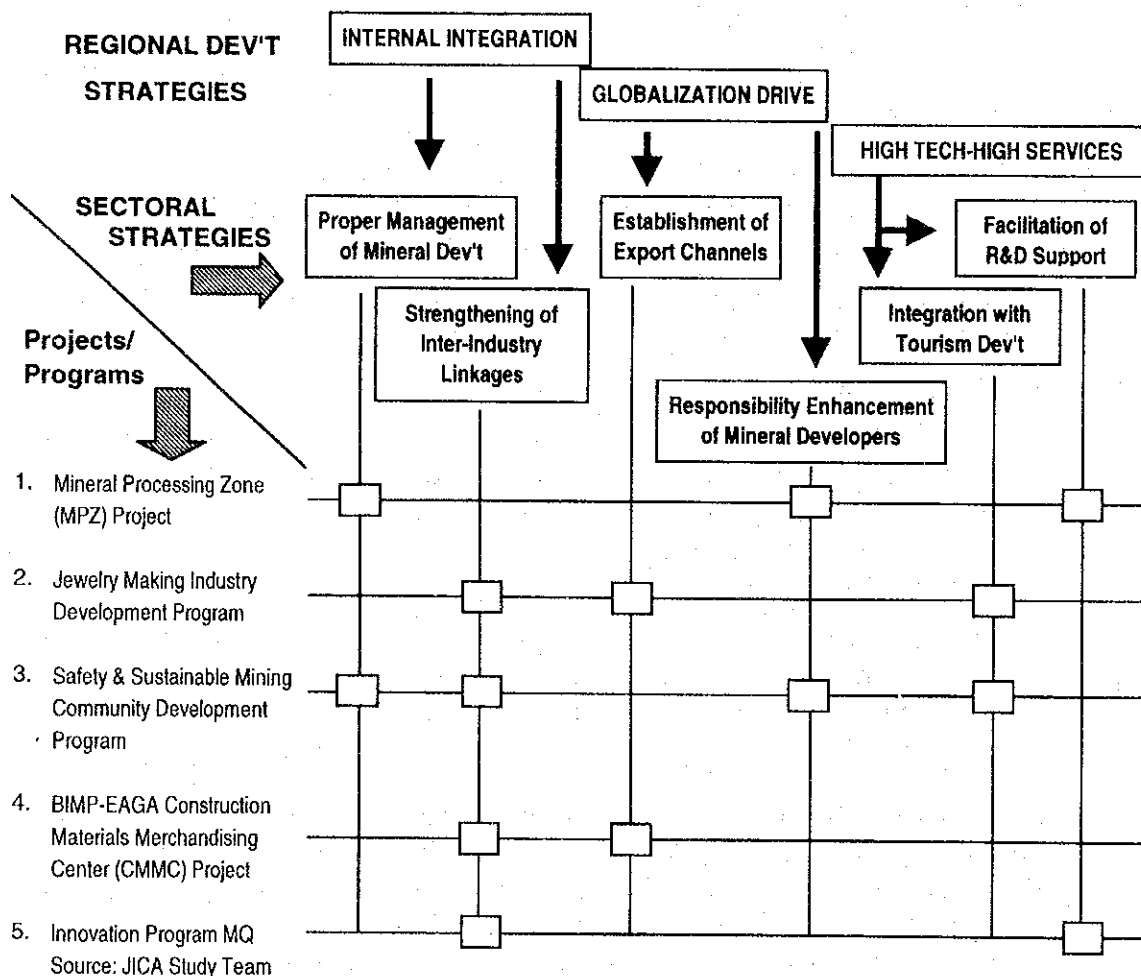 REGIONAL DEV'T
STRATEGIES
INTERNAL INTEGRATION
GLOBALIZATION DRIVE
HIGH TECH-HIGH SERVICES
SECTORAL
STRATEGIES
Proper Management
of Mineral Dev't
Establishment of
Export Channels
Facilitation of
R&D Support
Strengthening of
Inter-Industry
Linkages
Integration with
Tourism Dev't
Responsibility Enhancement
of Mineral Developers
Projects/
Programs
1. Mineral Processing Zone
(MPZ) Project
2. Jewelry Making Industry
Development Program
3. Safety & Sustainable Mining
Community Development
Program
4. BIMP-EAGA Construction
Materials Merchandising
Center (CMMC) Project
5. Innovation Program MQ
Source: JICA Study Team